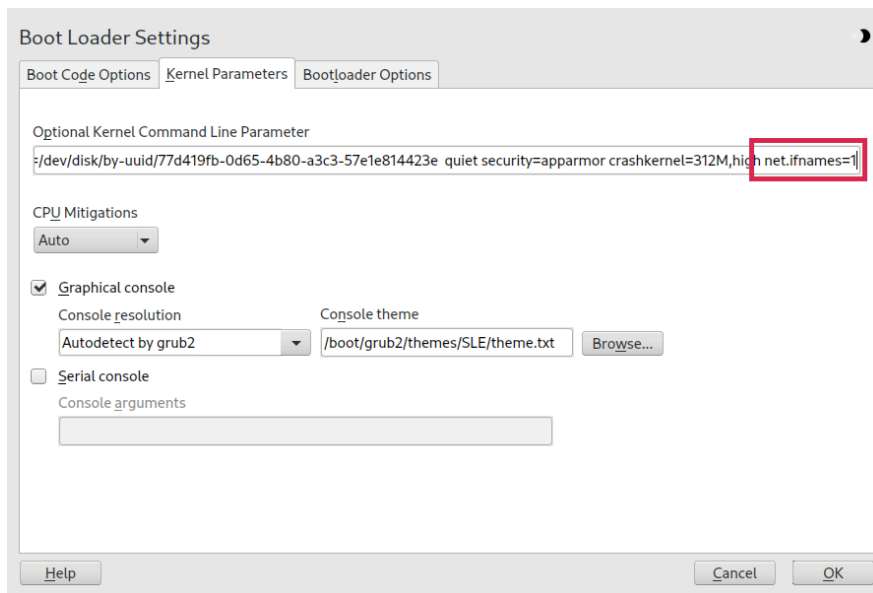 Boot Loader Settings
Boot Code Options Kernel Parameters Bootloader Options
Optional Kernel Command Line Parameter
=/dev/disk/by-uuid/77d419fb-0d65-4b80-a3c3-57e1e814423e quiet security=apparmor crashkernel=312M,high net.ifnames=1
CPU Mitigations
Auto
Graphical console
Console resolution Console theme
Autodetect by grub2 /boot/grub2/themes/SLE/theme.txt Browse...
Serial console
Console arguments
Help Cancel OK